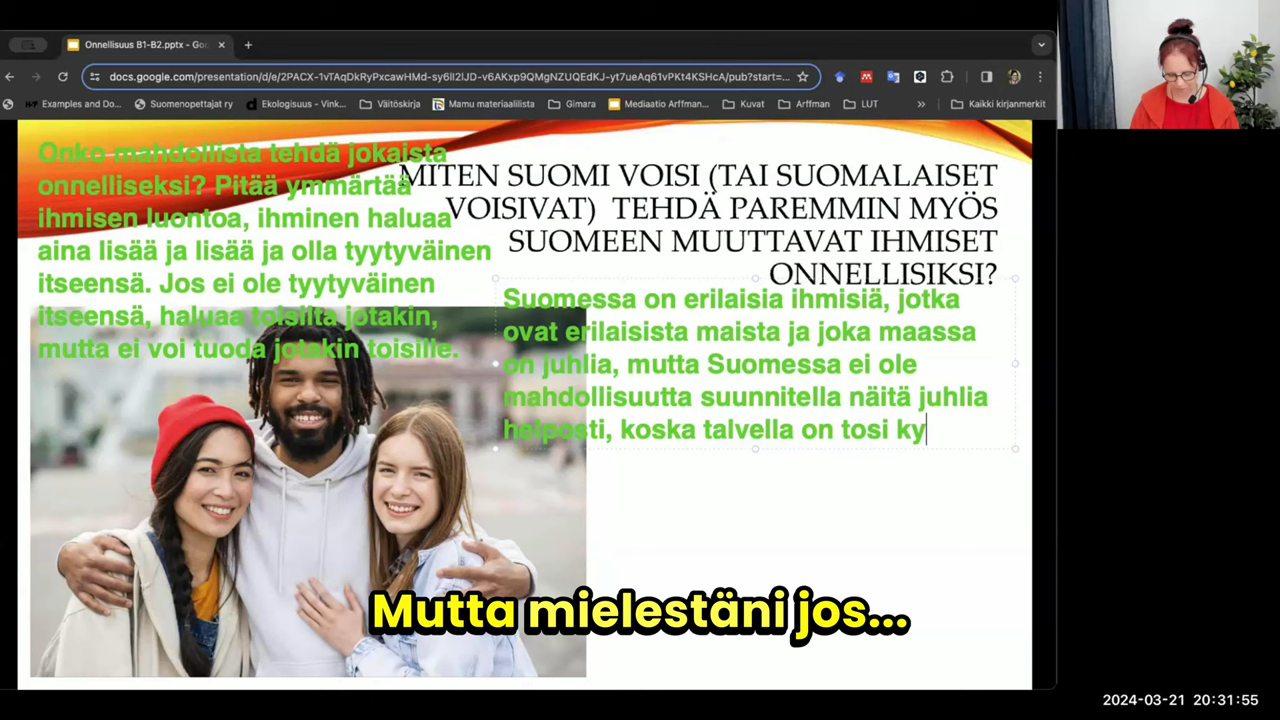 Onnellisuus B1-B2.pptx - Goo
docs.google.com/presentation/d/e/2PACX-1vTAqDkRyPxcawHMd-sy6lI2lJD-v6AKxp9QMgNZUQEdKJ-yt7ueAq61vPKt4KSHcA/pub?start=...
Examples and Do...
Suomenopettajat ry
Ekologisuus - Vink...
Väitöskirja
Mamu materiaalilista
Gimara
Mediaatio Arffman...
Kuvat
Arffman
LUT
»
Kaikki kirjanmerkit
Onko mahdollista tehdä jokaista
onnelliseksi? Pitää ymmärtää
ihmisen luontoa, ihminen haluaa
aina lisää ja lisää ja olla tyytyväinen
itseensä. Jos ei ole tyytyväinen
itseensä, haluaa toisilta jotakin,
mutta ei voi tuoda jotakin toisille.
MITEN SUOMI VOISI (TAI SUOMALAISET
VOISIVAT) TEHDÄ PAREMMIN MYÖS
SUOMEEN MUUTTAVAT IHMISET
ONNELLISIKSI?
Suomessa on erilaisia ihmisiä, jotka
ovat erilaisista maista ja joka maassa
on juhlia, mutta Suomessa ei ole
mahdollisuutta suunnitella näitä juhlia
helposti, koska talvella on tosi ky
Mutta mielestäni jos...
2024-03-21 20:31:55